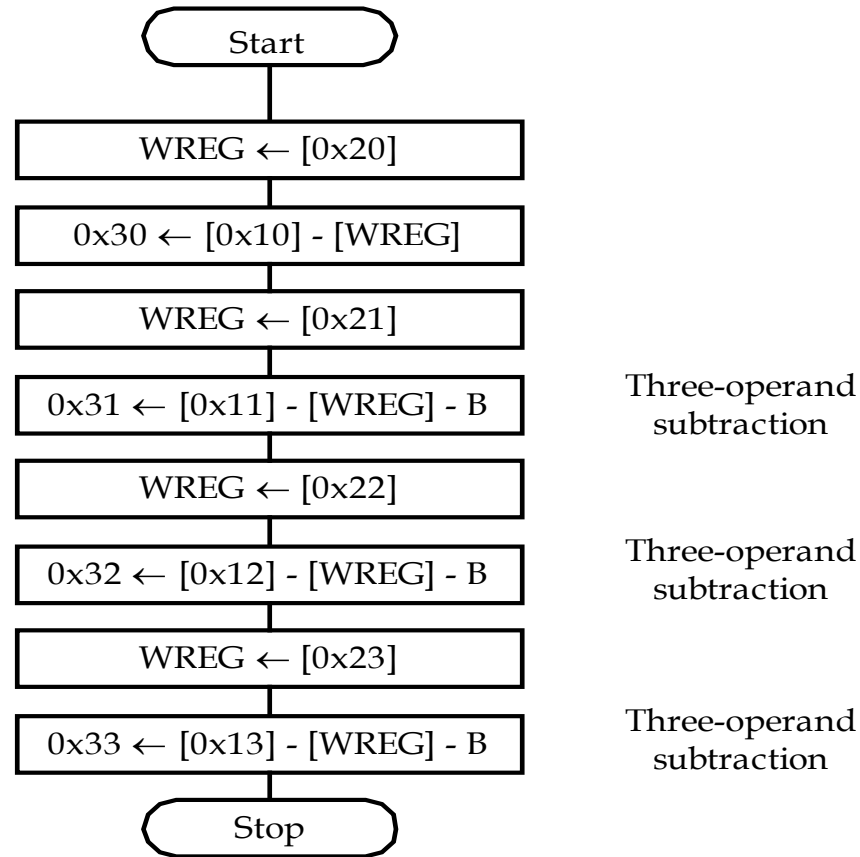 Start
WREG ← [0x20]
0x30 ← [0x10] - [WREG]
WREG ← [0x21]
0x31 ← [0x11] - [WREG] - B
Three-operand
subtraction
WREG ← [0x22]
0x32 ← [0x12] - [WREG] - B
Three-operand
subtraction
WREG ← [0x23]
0x33 ← [0x13] - [WREG] - B
Three-operand
subtraction
Stop